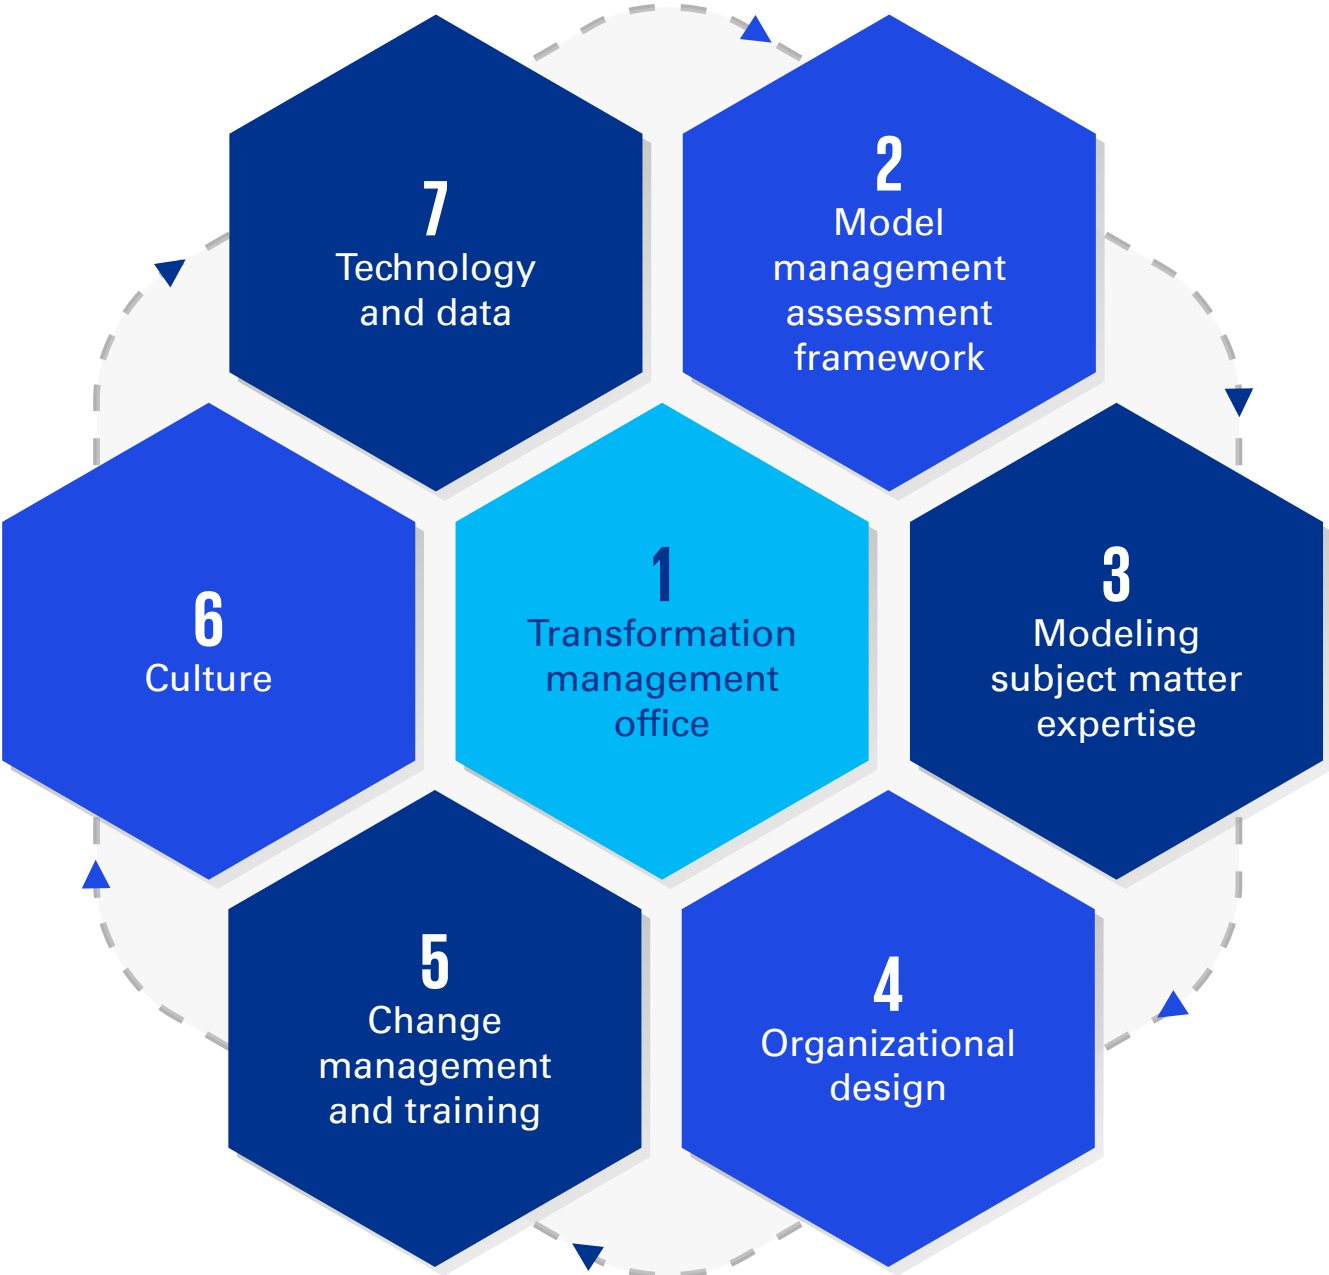 7
Technology
and data
2
Model
management
assessment
framework
6
Culture
1
Transformation
management
office
3
Modeling
subject matter
expertise
5
Change
management
and training
4
Organizational
design